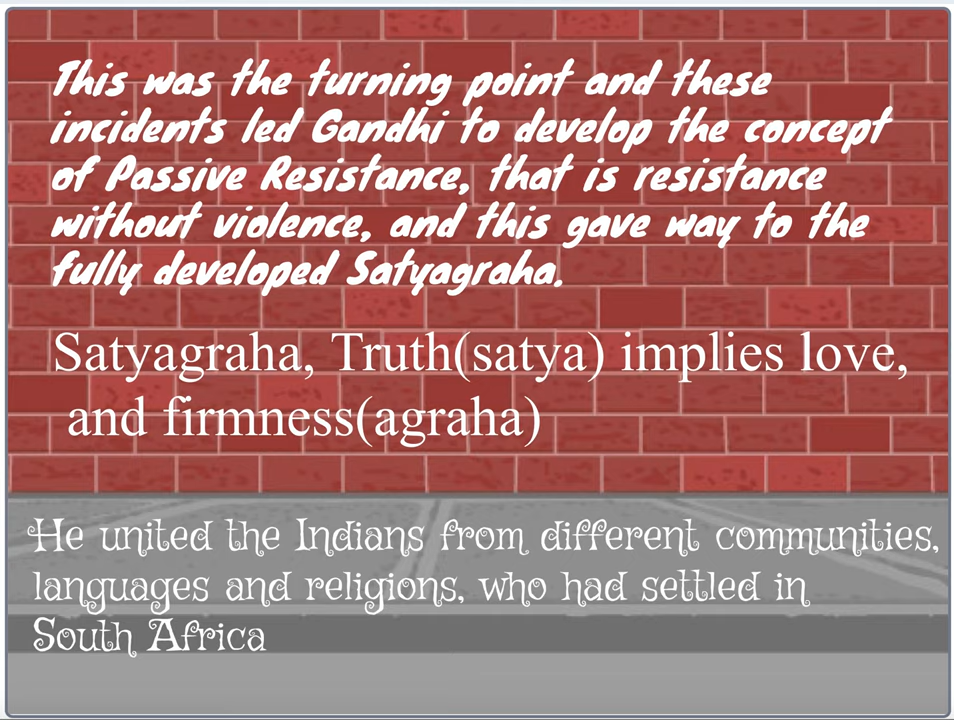 This was the turning point and these
incidents led Gandhi to develop the concept
of Passive Resistance, that is resistance
without violence, and this gave way to the
fully developed Satyagraha.
Satyagraha, Truth(satya) implies love,
and firmness(agraha)
He united the Indians from different communities,
languages and religions, who had settled in
South Africa